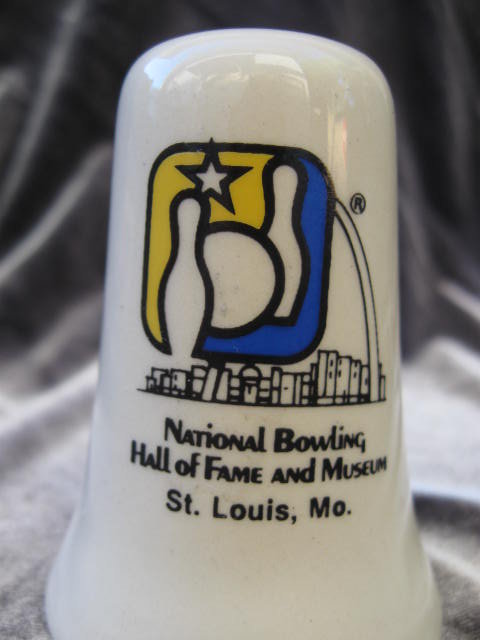 ®
National Bowling
Hall of Fame and Museum
St. Louis, Mo.